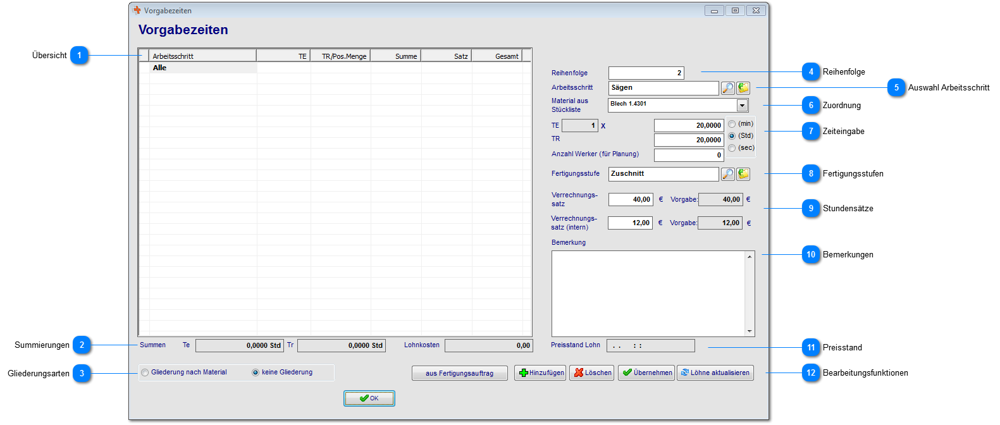 Vorgabezeiten
Vorgabezeiten
Übersicht 1
Arbeitsschritt TE TR/Pos.Menge Summe Satz Gesamt
Alle
Reihenfolge 2
4 Reihenfolge
Arbeitsschritt Sägen
5 Auswahl Arbeitsschritt
Material aus
Stückliste
Blech 1.4301
6 Zuordnung
TE 1 X 20,0000
TR 20,0000
Anzahl Werker (für Planung) 0
(min)
(Std)
(sec)
7 Zeiteingabe
Fertigungsstufe Zuschnitt
8 Fertigungsstufen
Verrechnungs-
satz
40,00 € Vorgabe: 40,00 €
9 Stundensätze
Verrechnungs-
satz (intern)
12,00 € Vorgabe: 12,00 €
Bemerkung
10 Bemerkungen
Summierungen 2
Summen Te 0,0000 Std Tr 0,0000 Std Lohnkosten 0,00
Preisstand Lohn . . : :
11 Preisstand
Gliederungsarten 3
Gliederung nach Material keine Gliederung
aus Fertigungsauftrag Hinzufügen Löschen Übernehmen Löhne aktualisieren
12 Bearbeitungsfunktionen
OK